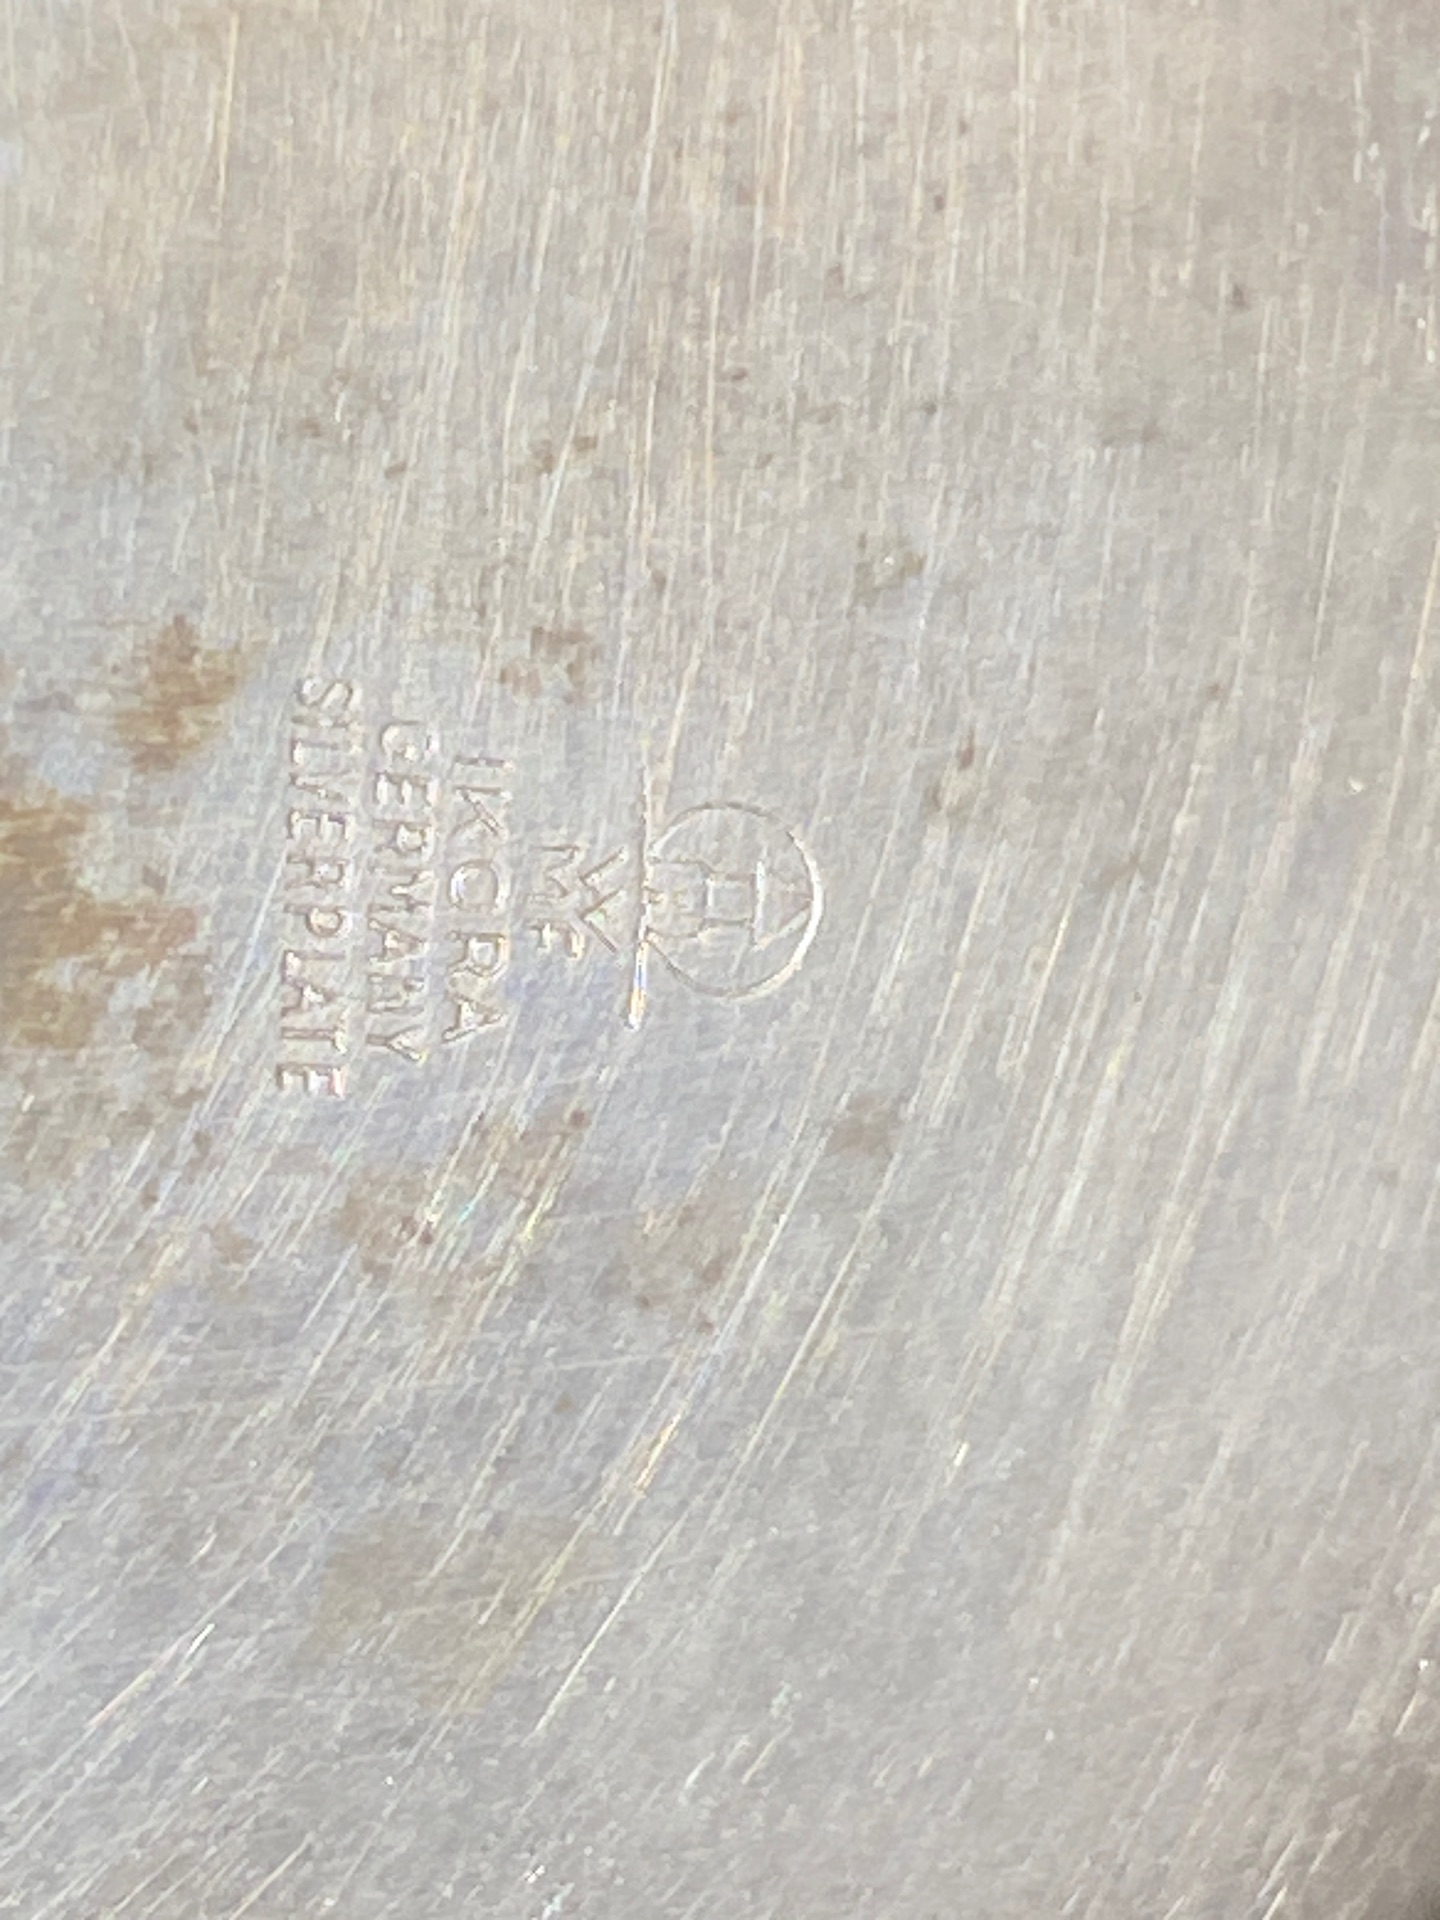 WMF
IKORA
GERMANY
SILVERPLATE